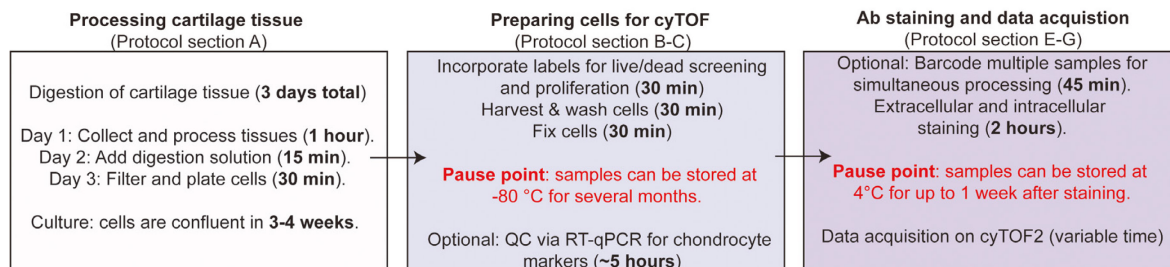 Processing cartilage tissue
(Protocol section A)
Digestion of cartilage tissue (3 days total)
Day 1: Collect and process tissues (1 hour).
Day 2: Add digestion solution (15 min).
Day 3: Filter and plate cells (30 min).
Culture: cells are confluent in 3-4 weeks.
Preparing cells for cyTOF
(Protocol section B-C)
Incorporate labels for live/dead screening
and proliferation (30 min)
Harvest & wash cells (30 min)
Fix cells (30 min)
Pause point: samples can be stored at
-80 °C for several months.
Optional: QC via RT-qPCR for chondrocyte
markers (~5 hours)
Ab staining and data acquistion
(Protocol section E-G)
Optional: Barcode multiple samples for
simultaneous processing (45 min).
Extracellular and intracellular
staining (2 hours).
Pause point: samples can be stored at
4°C for up to 1 week after staining.
Data acquisition on cyTOF2 (variable time)